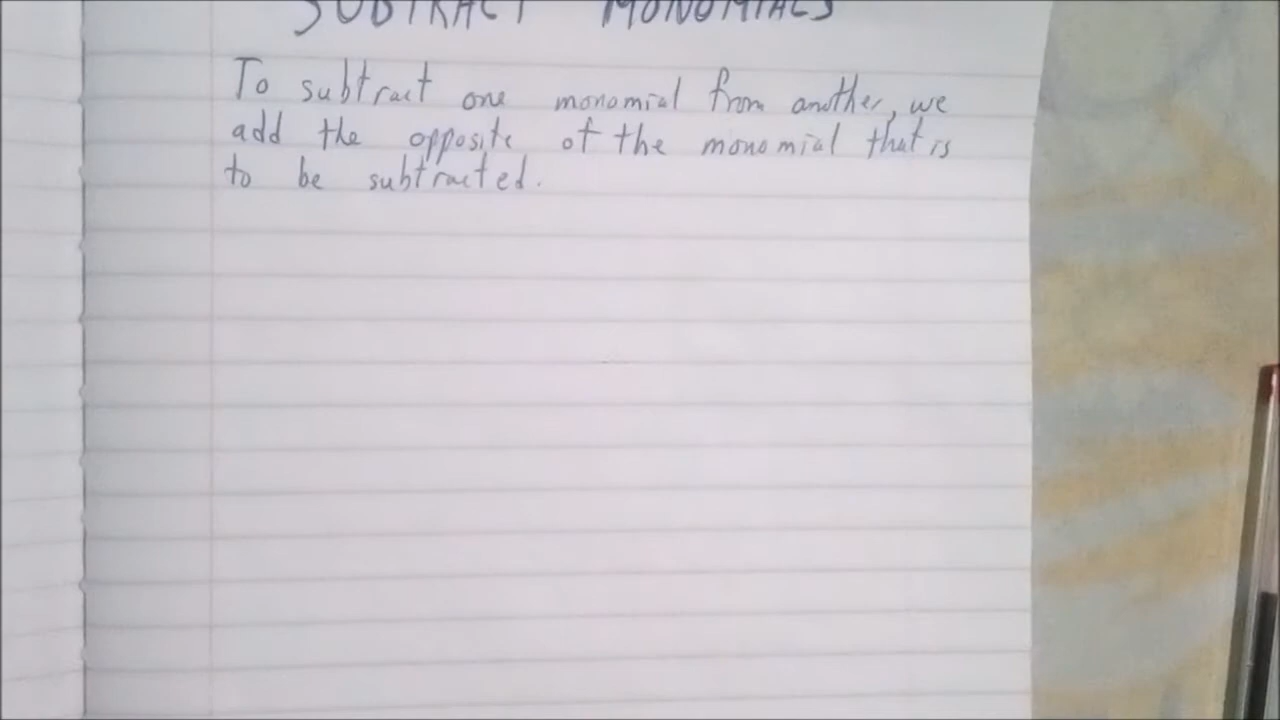 SUBTRACT MONOMIALS
To subtract one monomial from another, we
add the opposite of the monomial that is
to be subtracted.